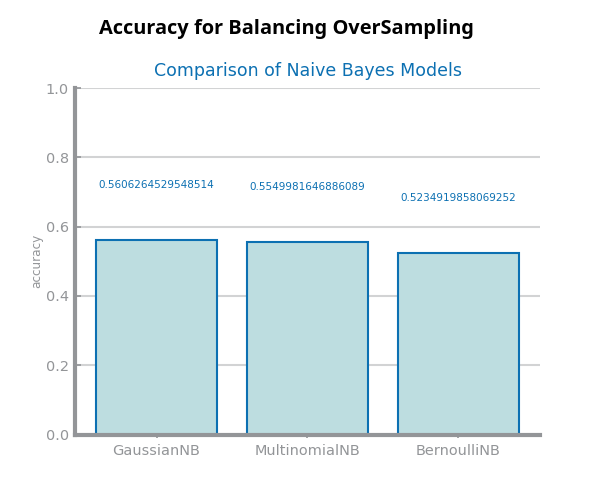 Accuracy for Balancing OverSampling
Comparison of Naive Bayes Models
1.0
0.8
0.5606264529548514
0.5549981646886089
0.5234919858069252
0.6
accuracy
0.4
0.2
0.0
GaussianNB MultinomialNB BernoulliNB